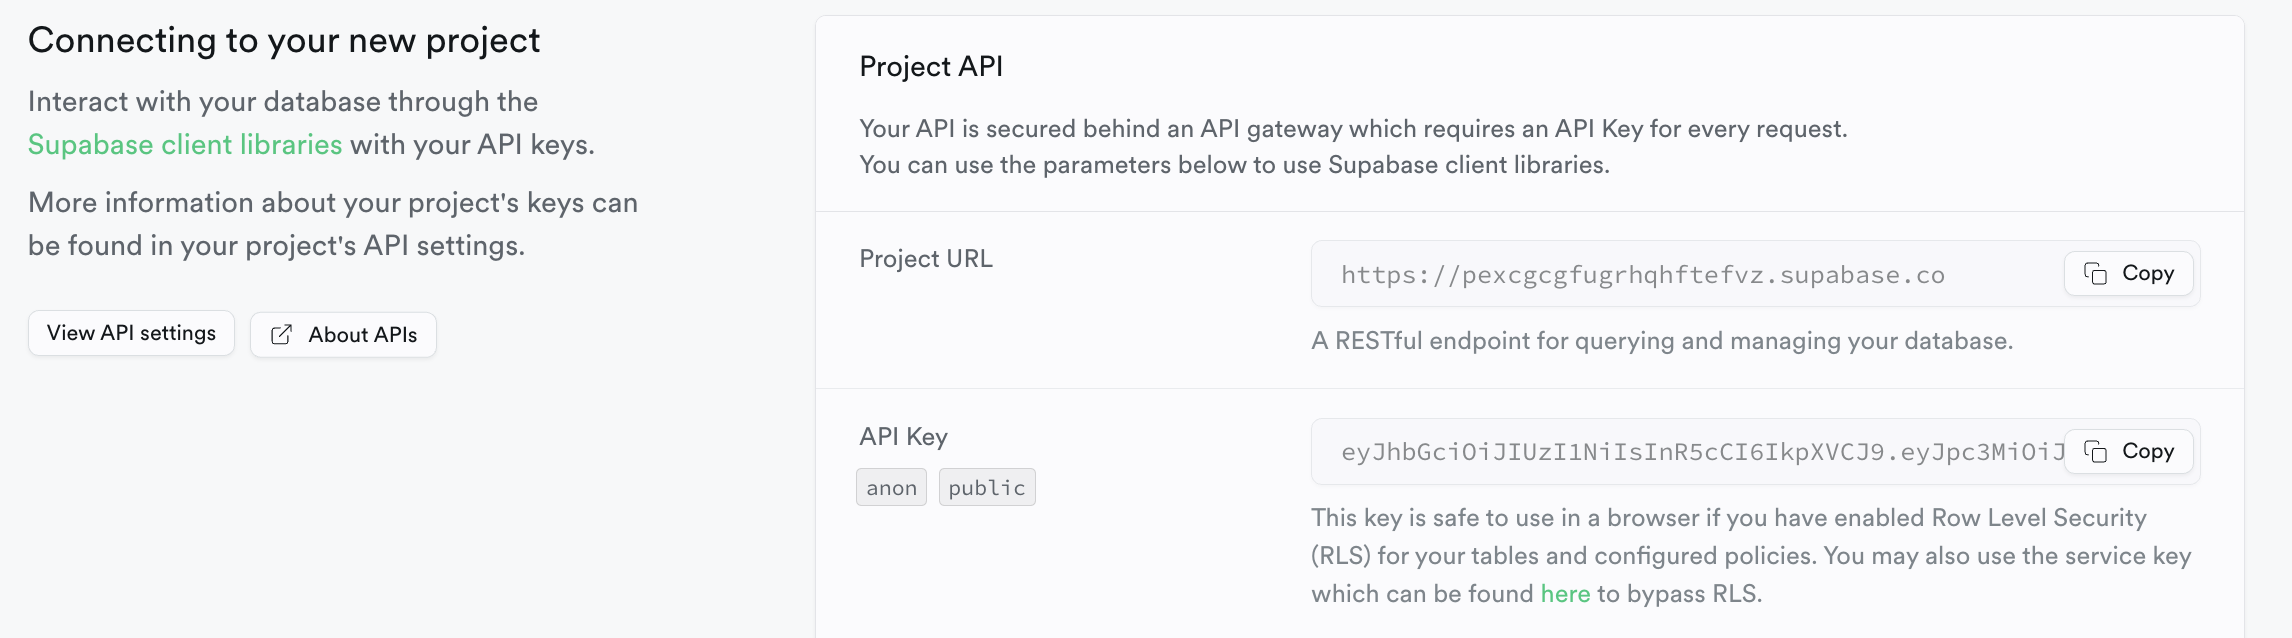 Connecting to your new project
Interact with your database through the
Supabase client libraries with your API keys.
More information about your project's keys can
be found in your project's API settings.
View API settings
About APIs
Project API
Your API is secured behind an API gateway which requires an API Key for every request.
You can use the parameters below to use Supabase client libraries.
Project URL
https://pexcgcgfugrhqhftefvz.supabase.co
Copy
A RESTful endpoint for querying and managing your database.
API Key
anon public
eyJhbGciOiJIUzI1NiIsInR5cCI6IkpXVCJ9.eyJpc3MiOiJ
Copy
This key is safe to use in a browser if you have enabled Row Level Security
(RLS) for your tables and configured policies. You may also use the service key
which can be found here to bypass RLS.